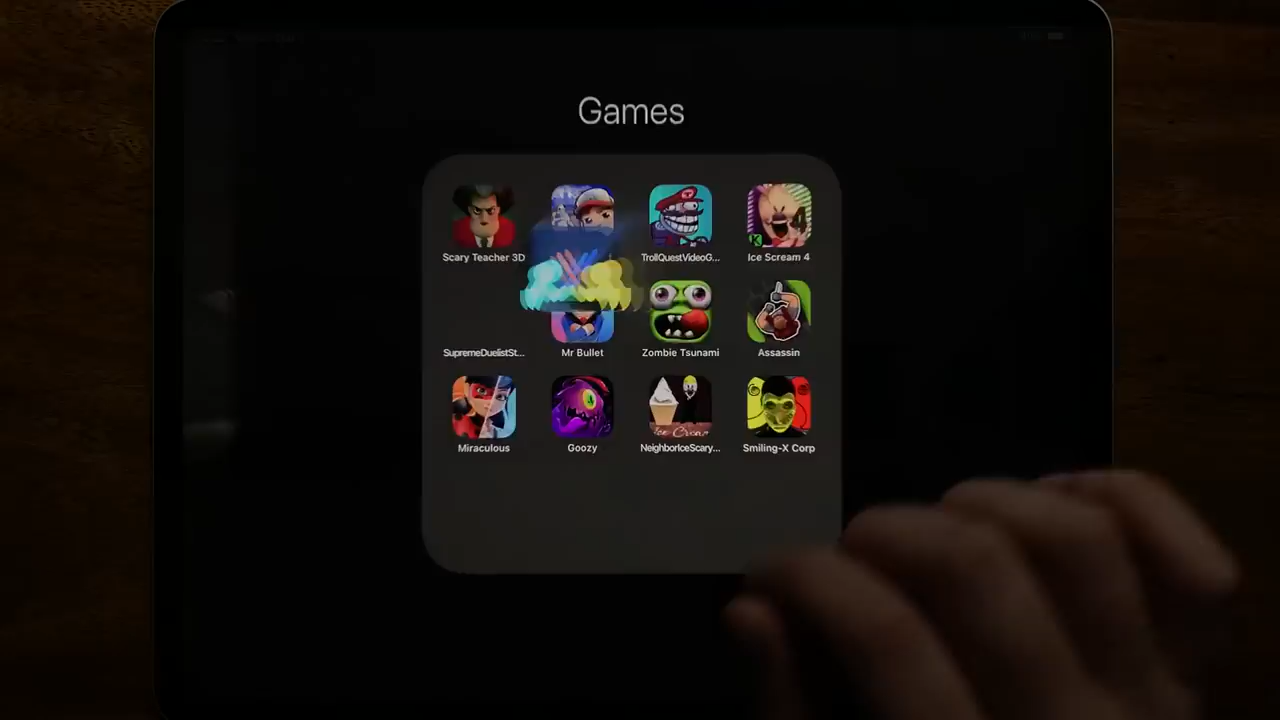 Games
Scary Teacher 3D
TrollQuestVideoG...
Ice Scream 4
SupremeDuelistSt...
Mr Bullet
Zombie Tsunami
Assassin
Miraculous
Goozy
NeighborIceScary...
Smiling-X Corp